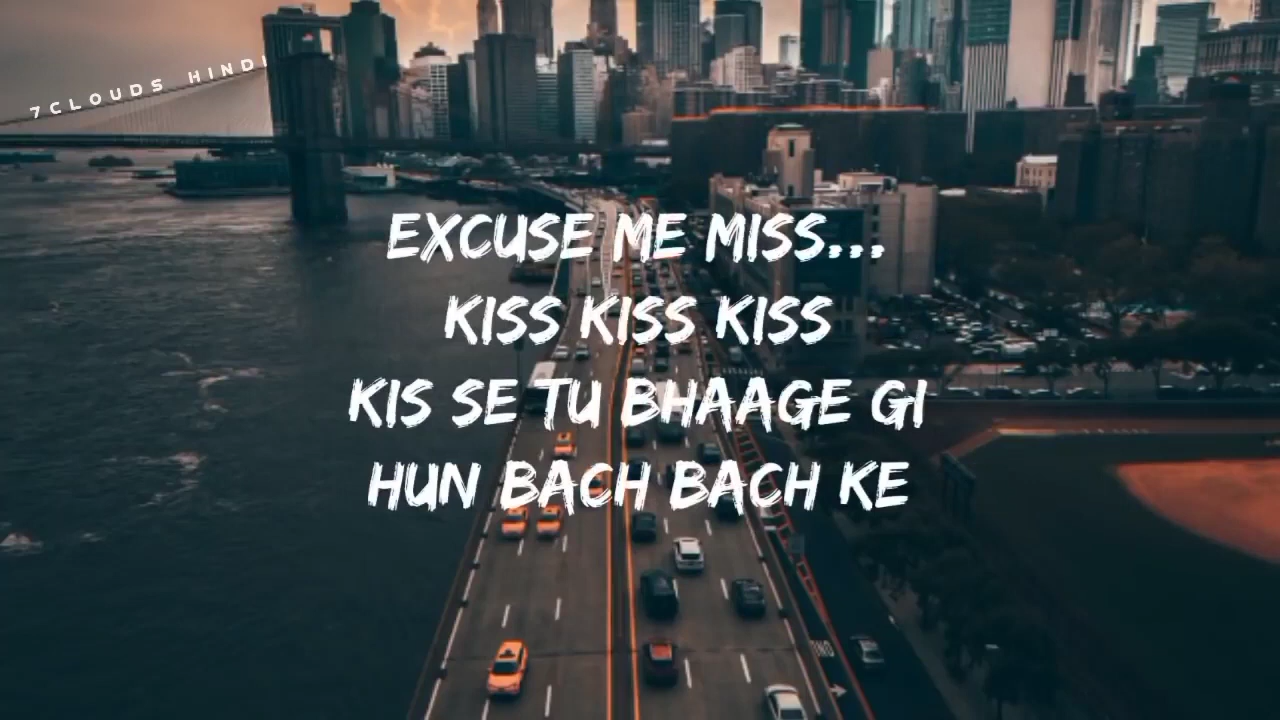 7CLOUDS HINDI
EXCUSE ME MISS...
KISS KISS KISS
KIS SE TU BHAAGE GI
HUN BACH BACH KE